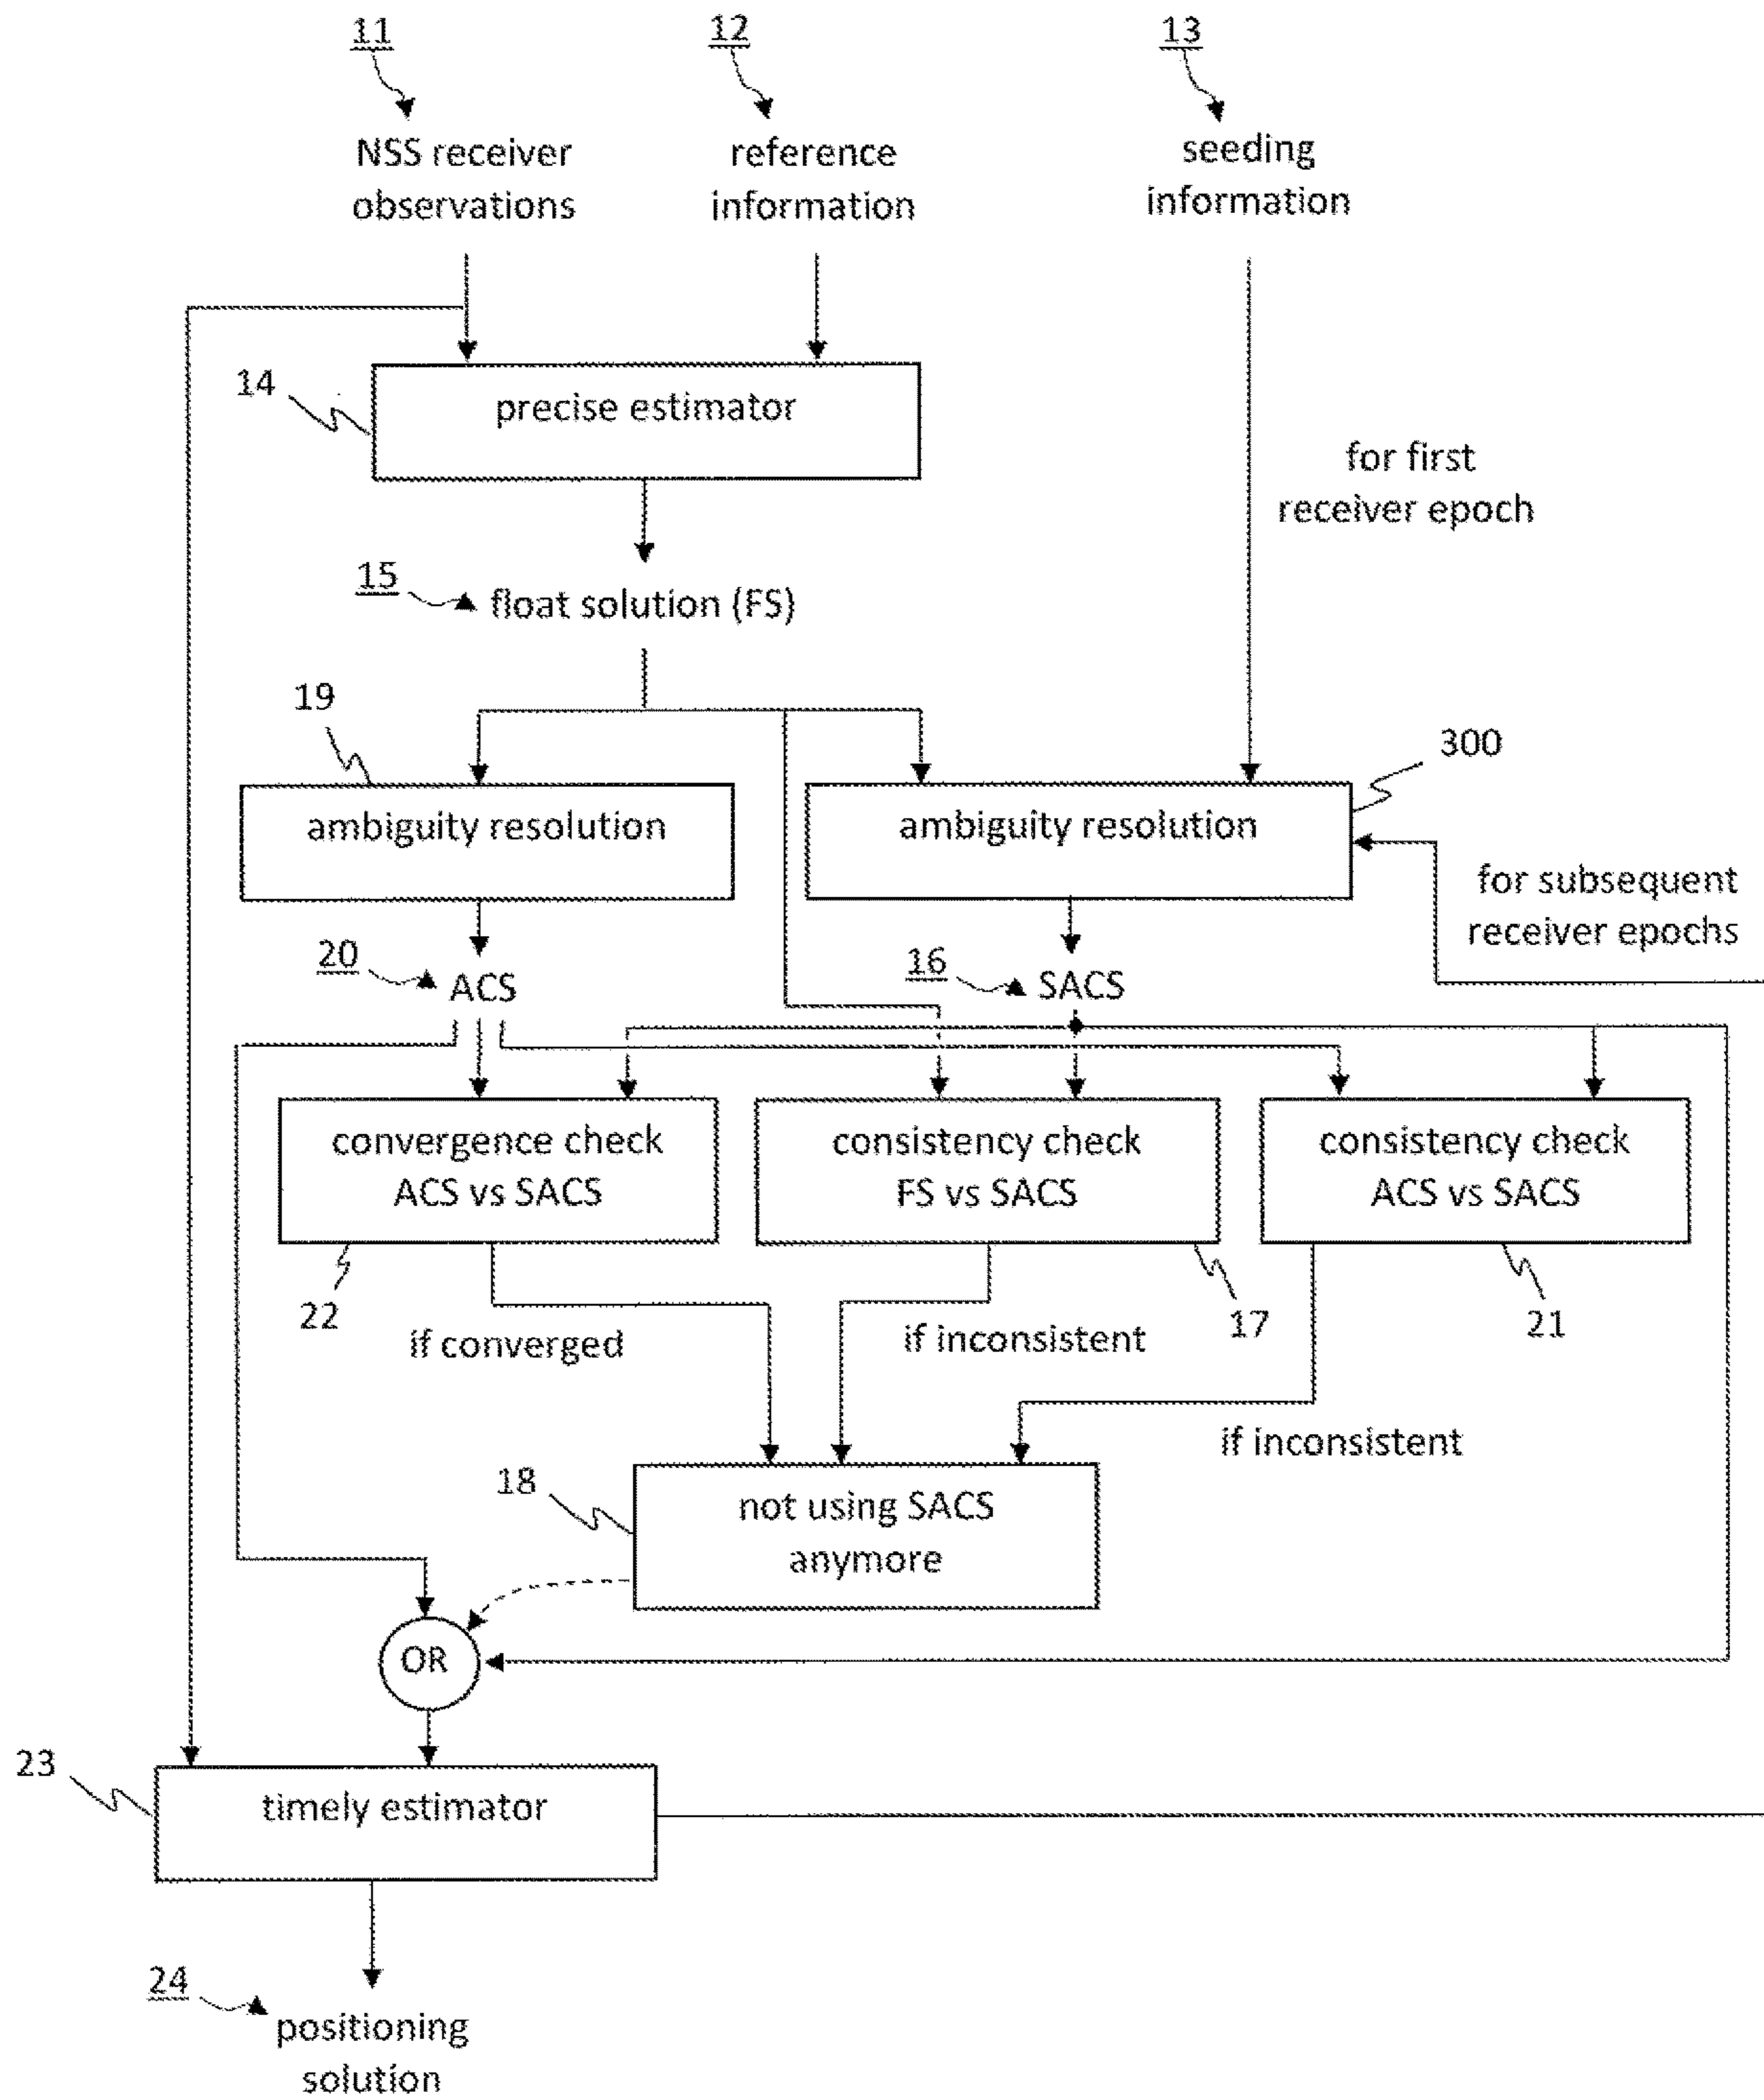 11
12
13
NSS receiver
observations
reference
information
seeding
information
14
precise estimator
for first
receiver epoch
15
float solution (FS)
19
300
ambiguity resolution
ambiguity resolution
for subsequent
receiver epochs
20
ACS
16
SACS
convergence check
ACS vs SACS
consistency check
FS vs SACS
consistency check
ACS vs SACS
22
17
21
if converged
if inconsistent
if inconsistent
18
not using SACS
anymore
OR
23
timely estimator
24
positioning
solution